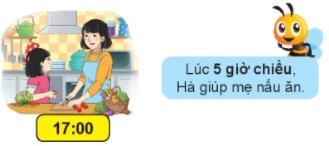 17:00
Lúc 5 giờ chiều,
Hà giúp mẹ nấu ăn.